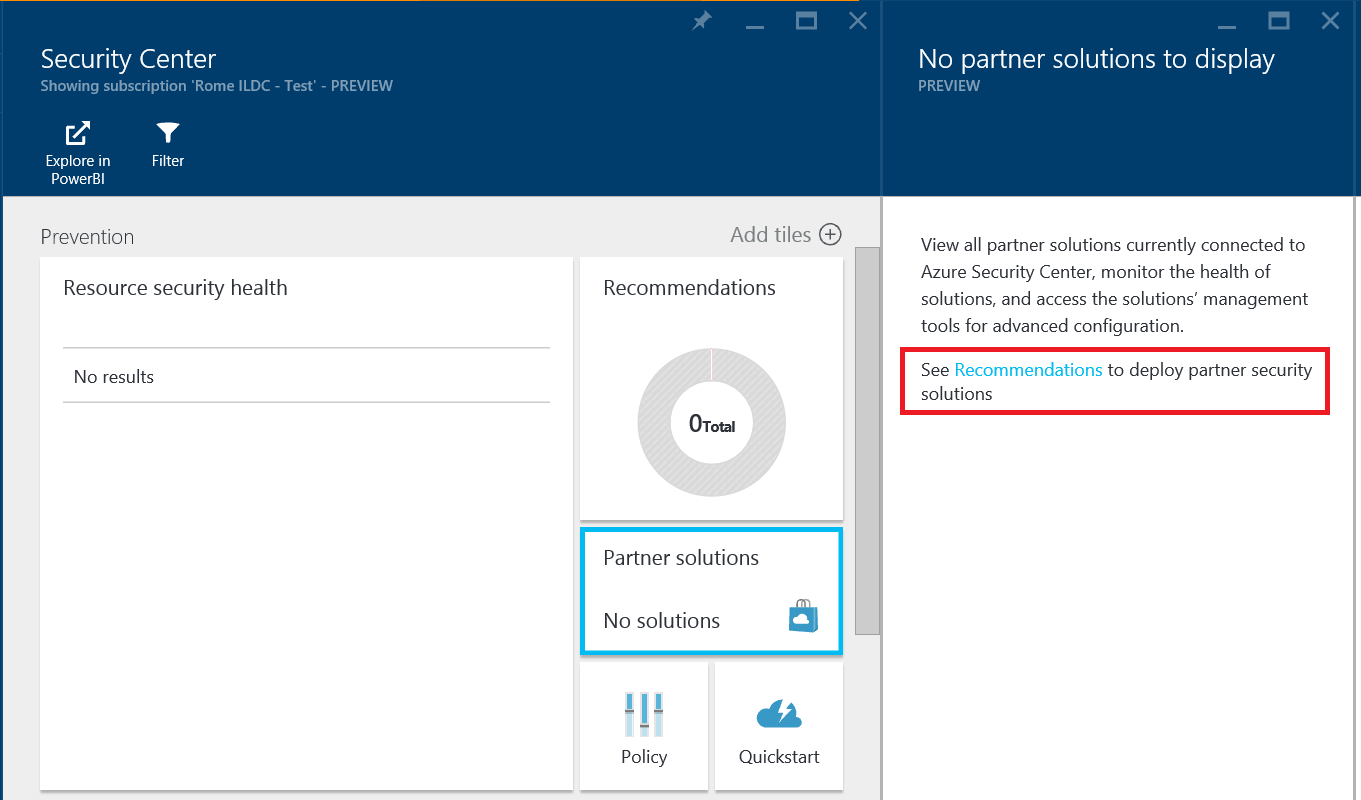 Security Center
Showing subscription 'Rome ILDC - Test' - PREVIEW
Explore in
PowerBI
Filter
Prevention
Add tiles
Resource security health
No results
Recommendations
0Total
Partner solutions
No solutions
Policy
Quickstart
No partner solutions to display
PREVIEW
View all partner solutions currently connected to
Azure Security Center, monitor the health of
solutions, and access the solutions’ management
tools for advanced configuration.
See Recommendations to deploy partner security
solutions